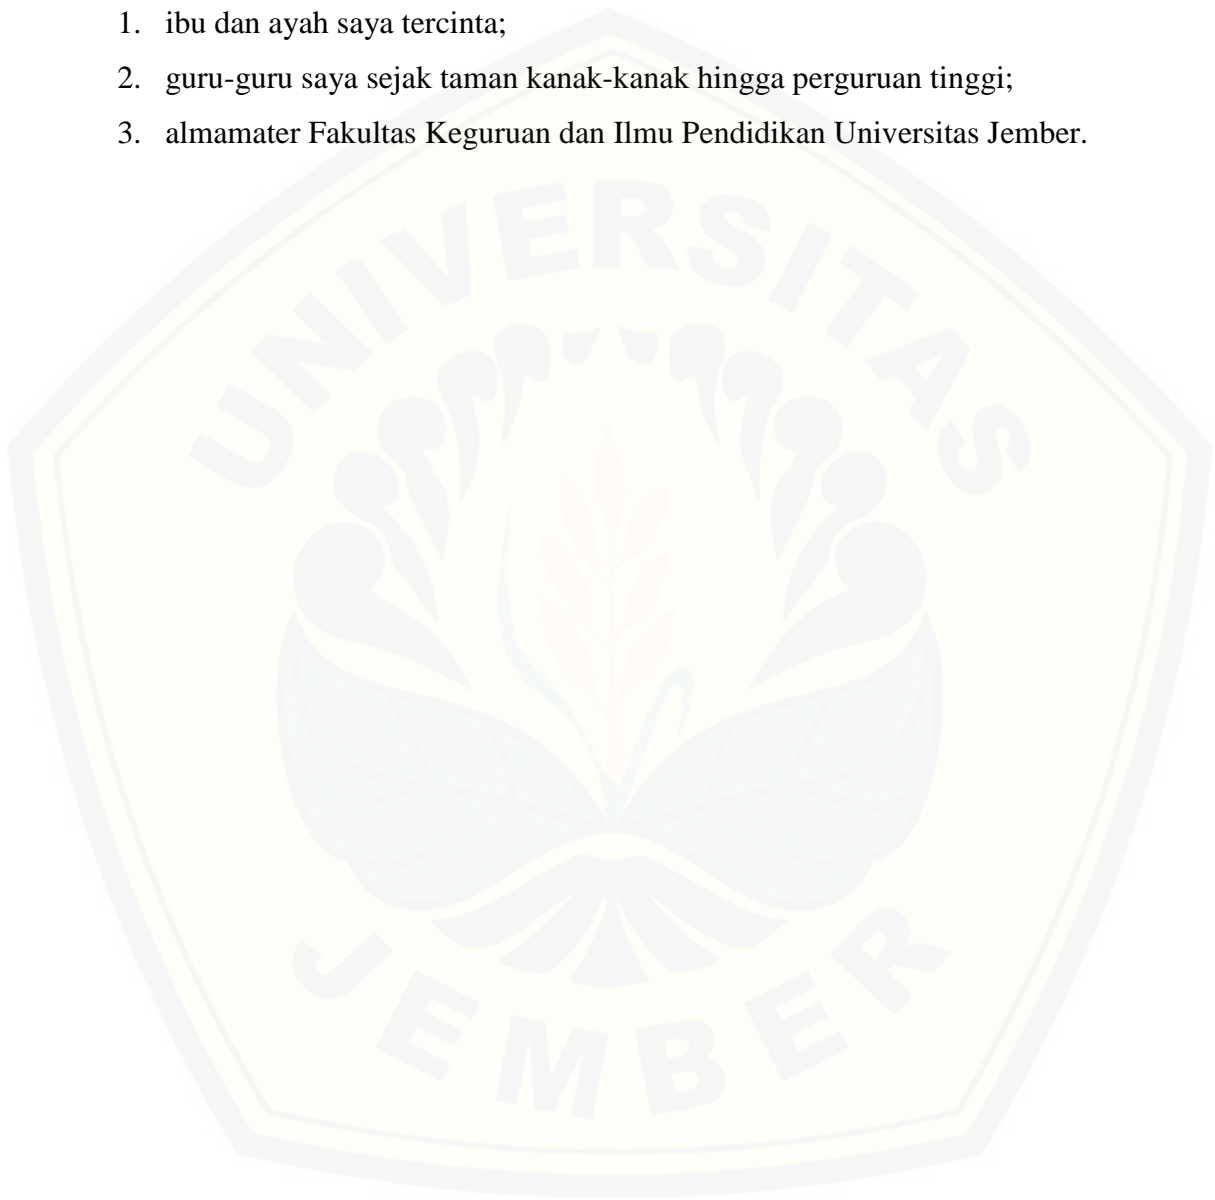 1. ibu dan ayah saya tercinta;
2. guru-guru saya sejak taman kanak-kanak hingga perguruan tinggi;
3. almamater Fakultas Keguruan dan Ilmu Pendidikan Universitas Jember.
UNIVERSITAS
JEMBER